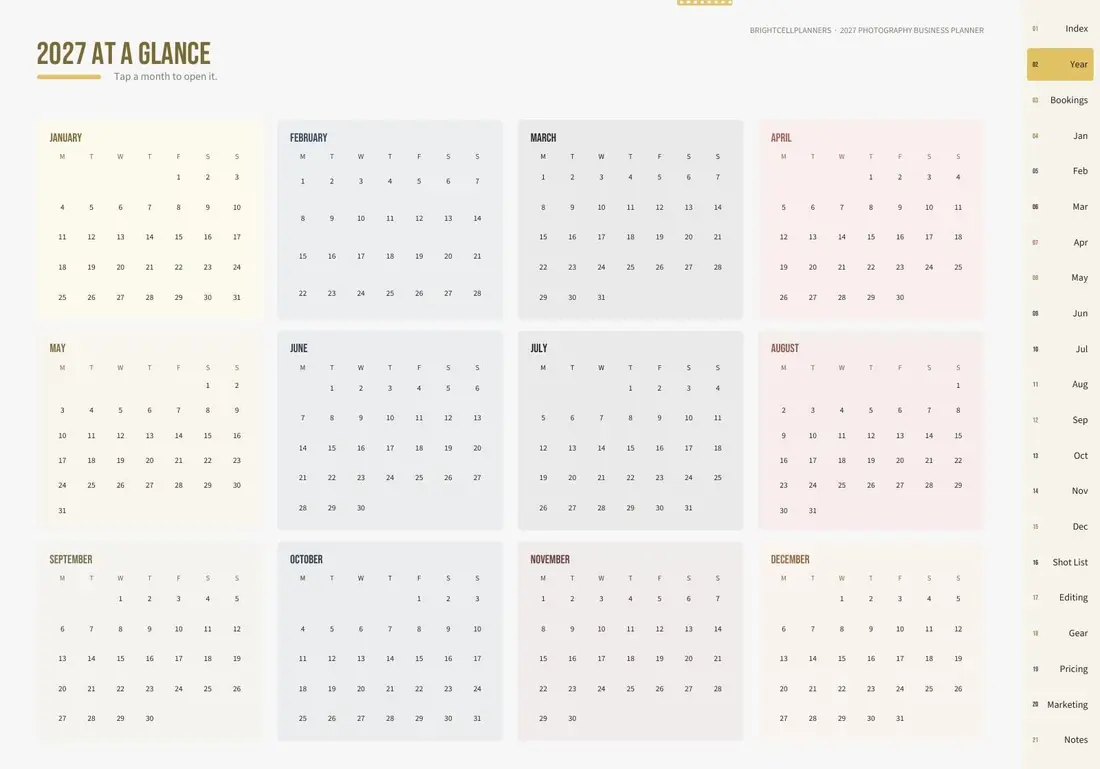 BRIGHTCELLPLANNERS · 2027 PHOTOGRAPHY BUSINESS PLANNER
2027 AT A GLANCE
Tap a month to open it.
JANUARY
M T W T F S S
1 2 3
4 5 6 7 8 9 10
11 12 13 14 15 16 17
18 19 20 21 22 23 24
25 26 27 28 29 30 31
FEBRUARY
M T W T F S S
1 2 3 4 5 6 7
8 9 10 11 12 13 14
15 16 17 18 19 20 21
22 23 24 25 26 27 28
MARCH
M T W T F S S
1 2 3 4 5 6 7
8 9 10 11 12 13 14
15 16 17 18 19 20 21
22 23 24 25 26 27 28
29 30 31
APRIL
M T W T F S S
1 2 3 4
5 6 7 8 9 10 11
12 13 14 15 16 17 18
19 20 21 22 23 24 25
26 27 28 29 30
MAY
M T W T F S S
1 2
3 4 5 6 7 8 9
10 11 12 13 14 15 16
17 18 19 20 21 22 23
24 25 26 27 28 29 30
31
JUNE
M T W T F S S
1 2 3 4 5 6
7 8 9 10 11 12 13
14 15 16 17 18 19 20
21 22 23 24 25 26 27
28 29 30
JULY
M T W T F S S
1 2 3 4
5 6 7 8 9 10 11
12 13 14 15 16 17 18
19 20 21 22 23 24 25
26 27 28 29 30 31
AUGUST
M T W T F S S
1
2 3 4 5 6 7 8
9 10 11 12 13 14 15
16 17 18 19 20 21 22
23 24 25 26 27 28 29
30 31
SEPTEMBER
M T W T F S S
1 2 3 4 5
6 7 8 9 10 11 12
13 14 15 16 17 18 19
20 21 22 23 24 25 26
27 28 29 30
OCTOBER
M T W T F S S
1 2 3
4 5 6 7 8 9 10
11 12 13 14 15 16 17
18 19 20 21 22 23 24
25 26 27 28 29 30 31
NOVEMBER
M T W T F S S
1 2 3 4 5 6 7
8 9 10 11 12 13 14
15 16 17 18 19 20 21
22 23 24 25 26 27 28
29 30
DECEMBER
M T W T F S S
1 2 3 4 5
6 7 8 9 10 11 12
13 14 15 16 17 18 19
20 21 22 23 24 25 26
27 28 29 30 31
01 Index
02 Year
03 Bookings
04 Jan
05 Feb
06 Mar
07 Apr
08 May
09 Jun
10 Jul
11 Aug
12 Sep
13 Oct
14 Nov
15 Dec
16 Shot List
17 Editing
18 Gear
19 Pricing
20 Marketing
21 Notes